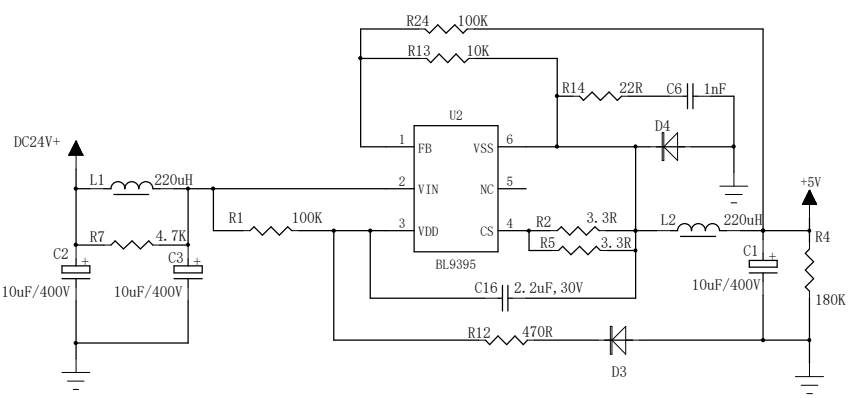 R24 100K
R13 10K
R14 22R C6 1nF
U2
D4
DC24V+
1 FB VSS 6
L1 220uH
2 VIN NC 5
+5V
R1 100K
3 VDD CS 4
R2 3.3R
L2 220uH
R7 4.7K
R5 3.3R
R4
C2 +
C3 +
BL9395
C1 +
10uF/400V
10uF/400V
C16 2.2uF,30V
10uF/400V
180K
R12 470R
D3